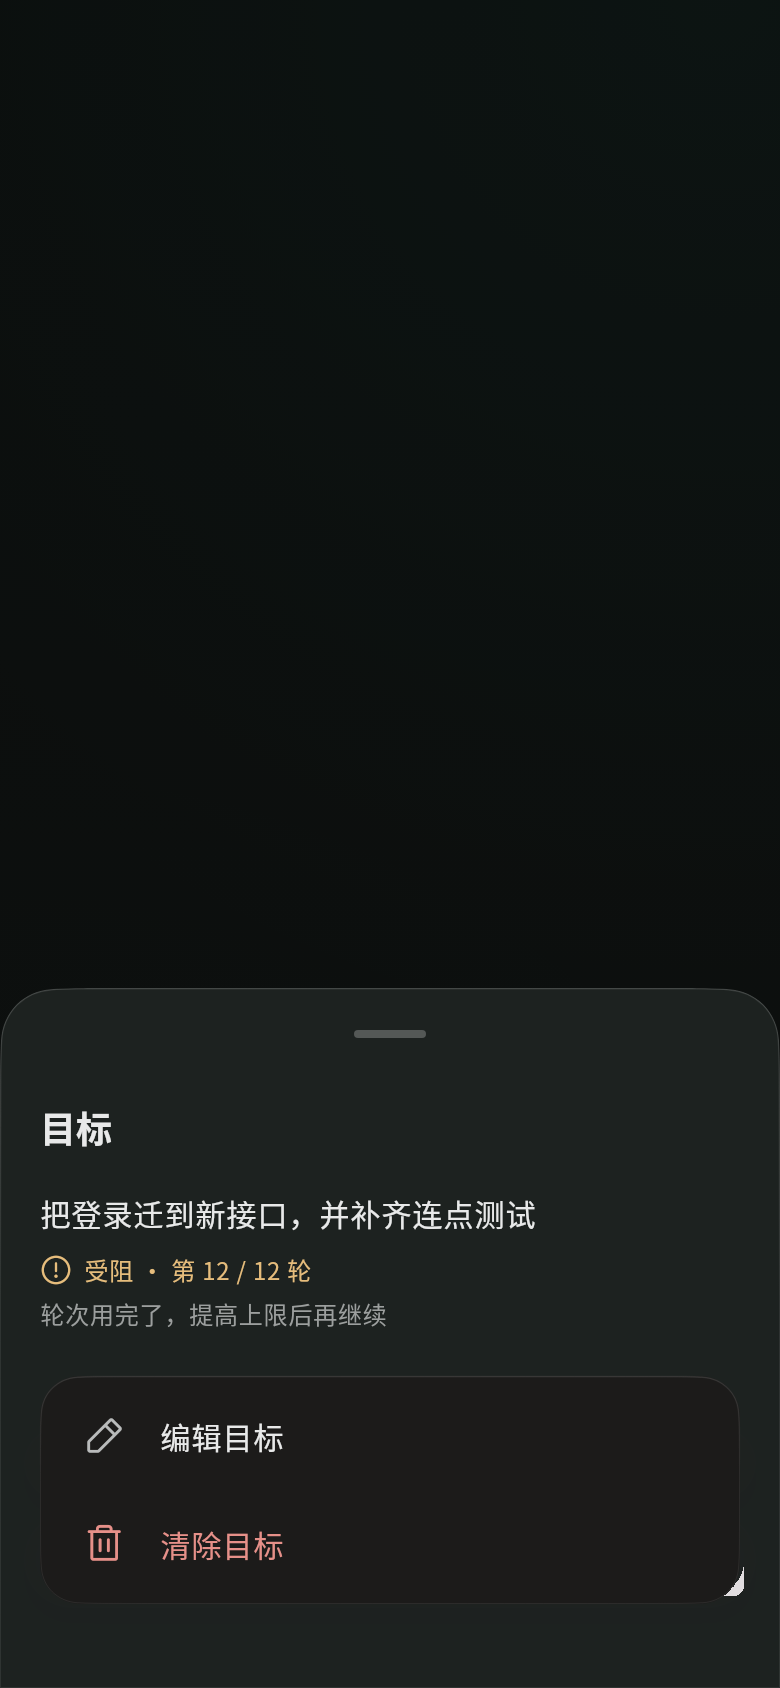 目标
把登录迁到新接口，并补齐连点测试
受阻 · 第 12 / 12 轮
轮次用完了，提高上限后再继续
编辑目标
清除目标